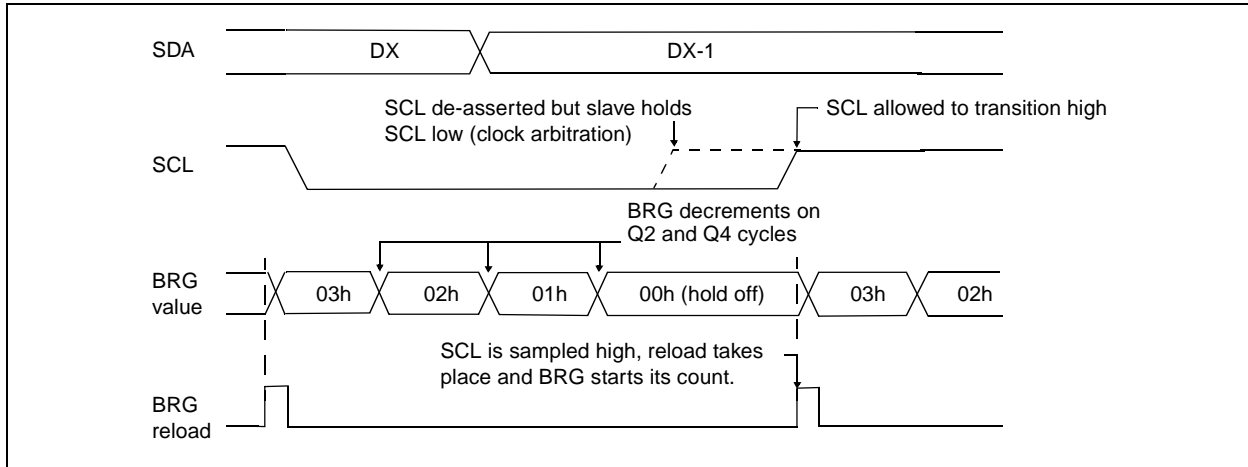 SDA
DX
DX-1
SCL de-asserted but slave holds
SCL low (clock arbitration)
SCL allowed to transition high
SCL
BRG decrements on
Q2 and Q4 cycles
BRG
value
03h
02h
01h
00h (hold off)
03h
02h
SCL is sampled high, reload takes
place and BRG starts its count.
BRG
reload